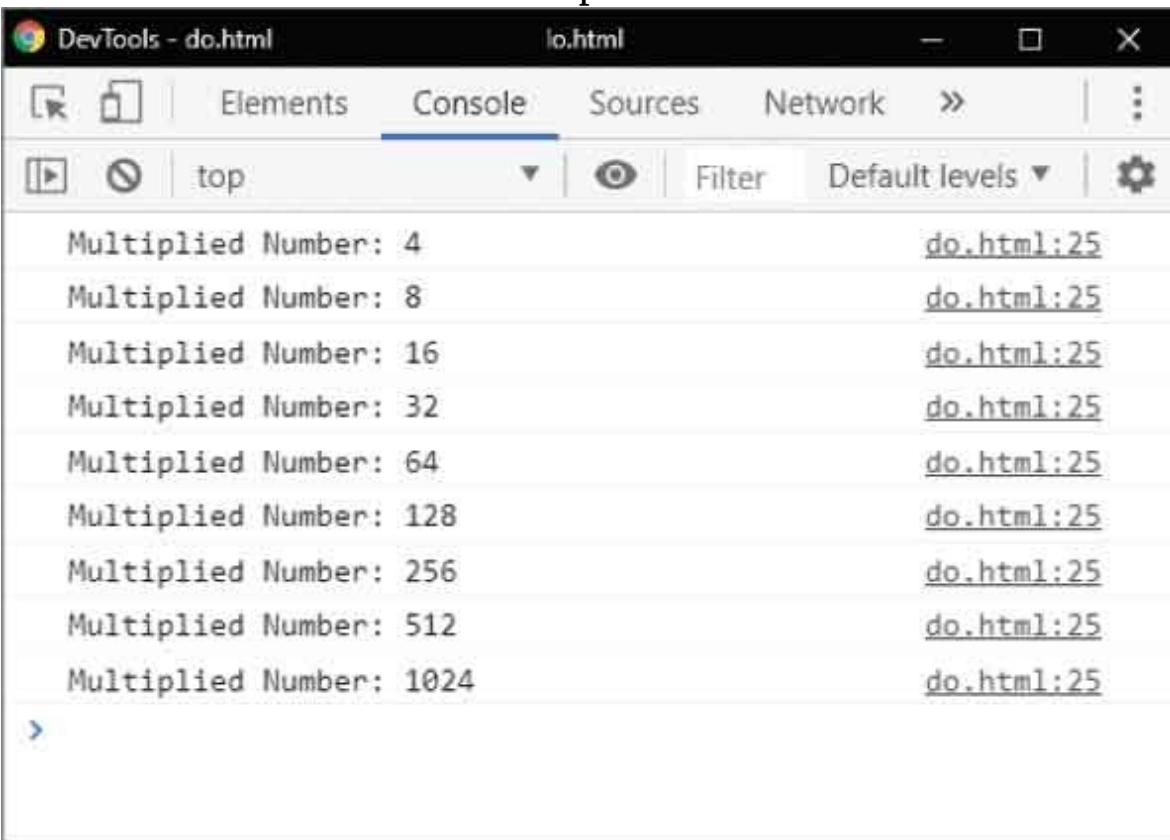 DevTools - do.html lo.html
Elements Console Sources Network »
top Filter Default levels
Multiplied Number: 4 do.html:25
Multiplied Number: 8 do.html:25
Multiplied Number: 16 do.html:25
Multiplied Number: 32 do.html:25
Multiplied Number: 64 do.html:25
Multiplied Number: 128 do.html:25
Multiplied Number: 256 do.html:25
Multiplied Number: 512 do.html:25
Multiplied Number: 1024 do.html:25